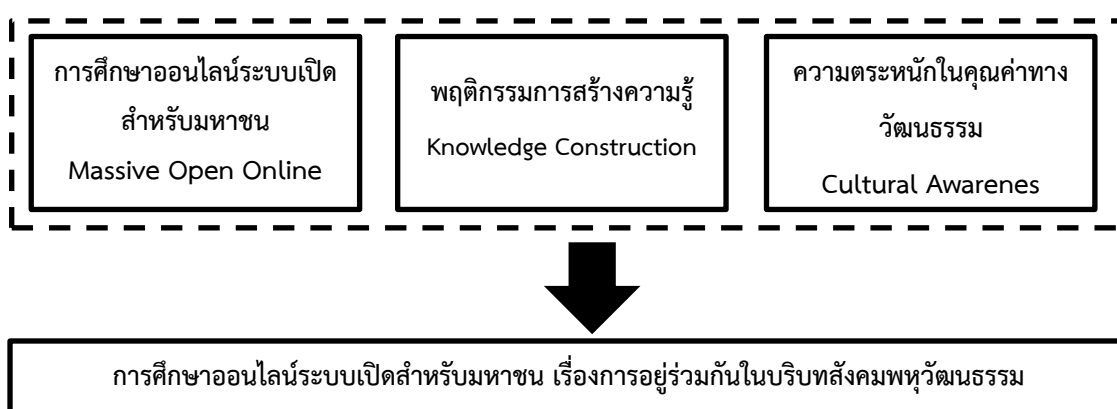 การศึกษาออนไลน์ระบบเปิด
สำหรับมหาชน
Massive Open Online
พฤติกรรมการสร้างความรู้
Knowledge Construction
ความตระหนักในคุณค่าทาง
วัฒนธรรม
Cultural Awarenes
การศึกษาออนไลน์ระบบเปิดสำหรับมหาชน เรื่องการอยู่ร่วมกันในบริบทสังคมพหุวัฒนธรรม